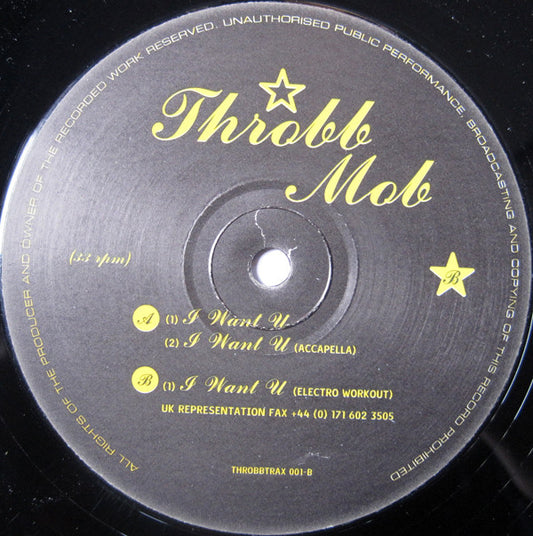 ALL RIGHTS OF THE PRODUCER AND OWNER OF THE RECORDED WORK RESERVED. UNAUTHORISED PUBLIC PERFORMANCE BROADCASTING AND COPYING OF THIS RECORD PROHIBITED
Throbb
Mob
(33 rpm)
B
A (1) I Want U
(2) I Want U (ACCAPELLA)
B (1) I Want U (ELECTRO WORKOUT)
UK REPRESENTATION FAX +44 (0) 171 602 3505
THROBBTRAX 001-B